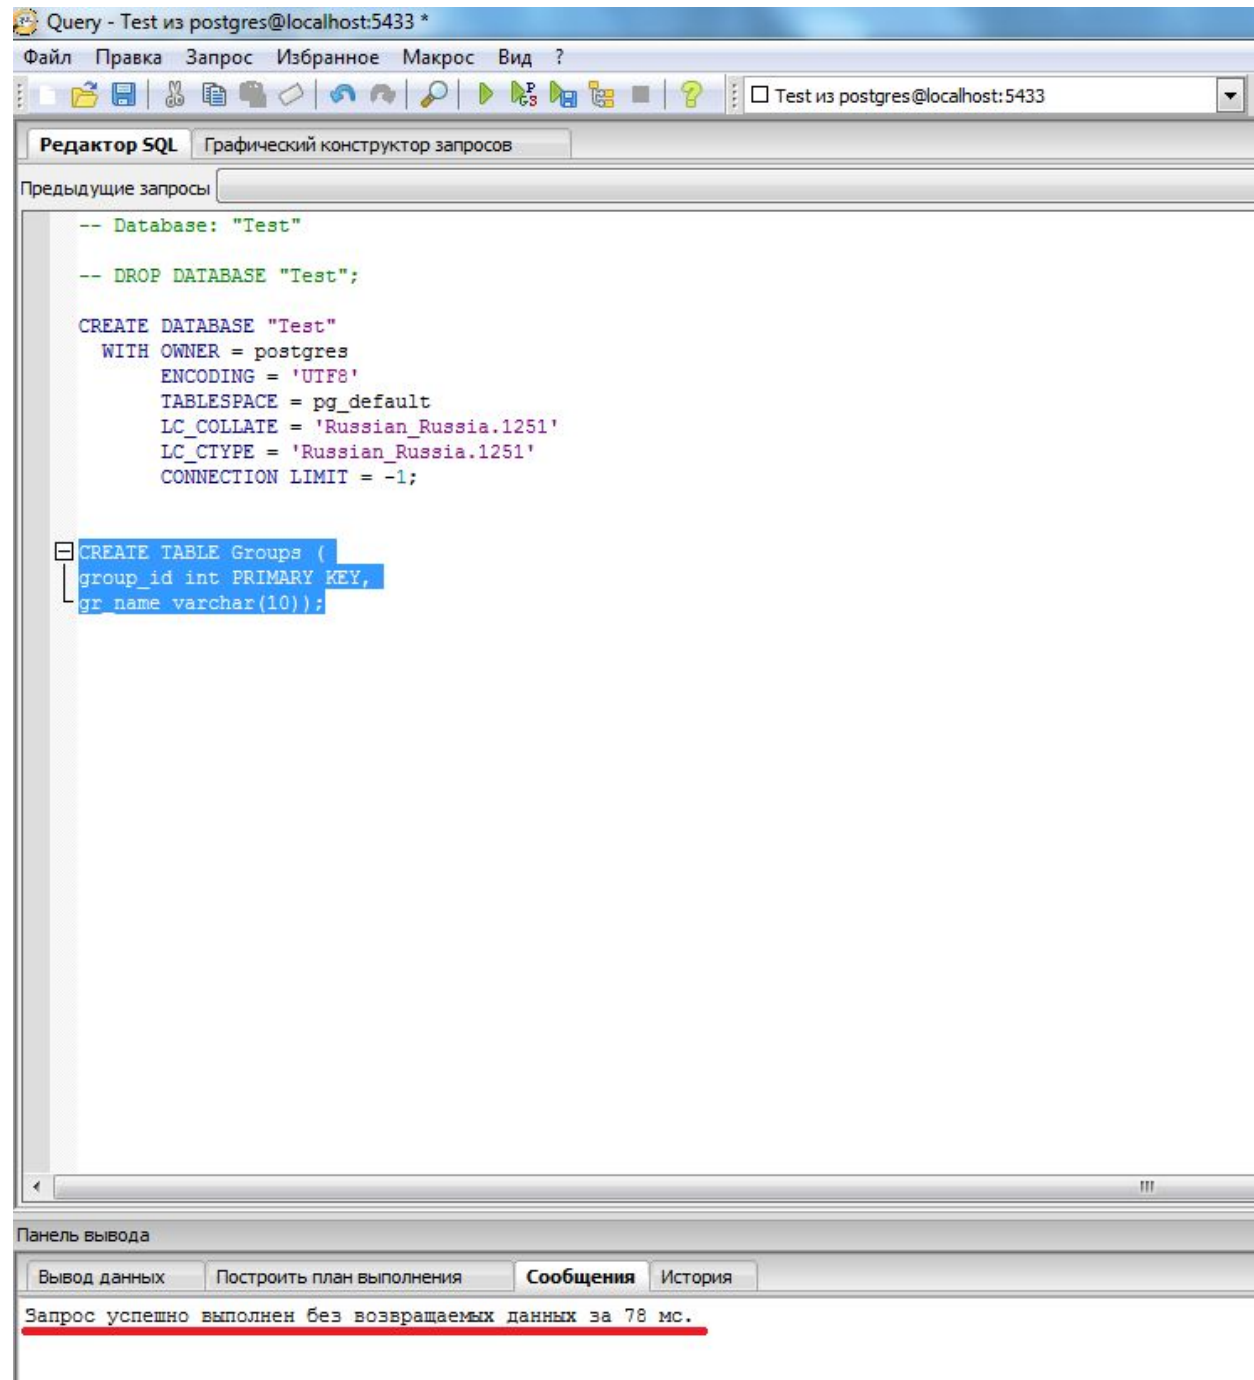 Query - Test из postgres@localhost:5433 *
Файл Правка Запрос Избранное Макрос Вид ?
Test из postgres@localhost:5433
Редактор SQL Графический конструктор запросов
Предыдущие запросы
-- Database: "Test"
-- DROP DATABASE "Test";
CREATE DATABASE "Test"
WITH OWNER = postgres
ENCODING = 'UTF8'
TABLESPACE = pg_default
LC_COLLATE = 'Russian_Russia.1251'
LC_CTYPE = 'Russian_Russia.1251'
CONNECTION LIMIT = -1;
CREATE TABLE Groups (
group_id int PRIMARY KEY,
gr_name varchar(10));
Панель вывода
Вывод данных Построить план выполнения Сообщения История
Запрос успешно выполнен без возвращаемых данных за 78 мс.